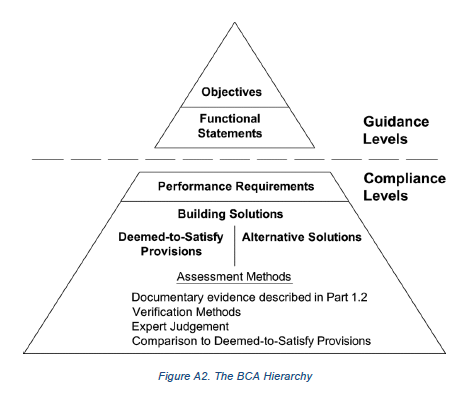 Objectives
Functional
Statements
Guidance
Levels
Compliance
Levels
Performance Requirements
Building Solutions
Deemed-to-Satisfy
Provisions
Alternative Solutions
Assessment Methods
Documentary evidence described in Part 1.2
Verification Methods
Expert Judgement
Comparison to Deemed-to-Satisfy Provisions
Figure A2. The BCA Hierarchy